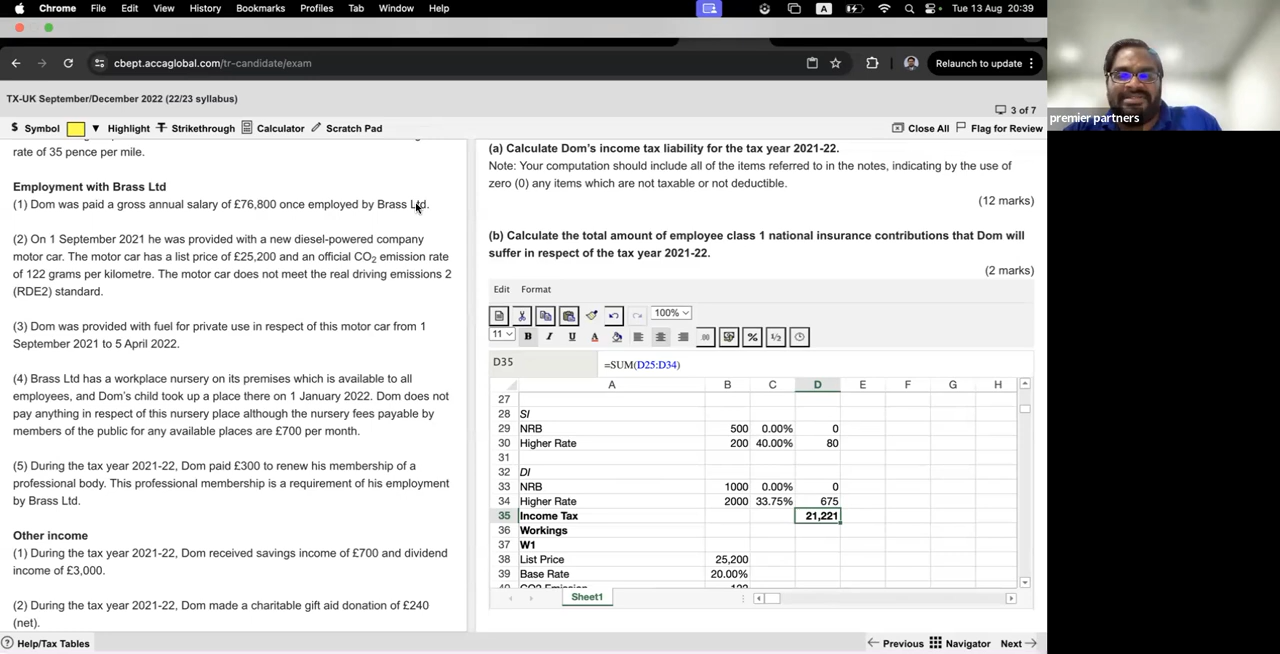 Chrome File Edit View History Bookmarks Profiles Tab Window Help A Tue 13 Aug 20:39
cbept.accaglobal.com/tr-candidate/exam Relaunch to update
TX-UK September/December 2022 (22/23 syllabus)
3 of 7
$ Symbol Highlight Strikethrough Calculator Scratch Pad Close All Flag for Review
rate of 35 pence per mile.
Employment with Brass Ltd
(1) Dom was paid a gross annual salary of £76,800 once employed by Brass Ltd.
(2) On 1 September 2021 he was provided with a new diesel-powered company
motor car. The motor car has a list price of £25,200 and an official CO2 emission rate
of 122 grams per kilometre. The motor car does not meet the real driving emissions 2
(RDE2) standard.
(3) Dom was provided with fuel for private use in respect of this motor car from 1
September 2021 to 5 April 2022.
(4) Brass Ltd has a workplace nursery on its premises which is available to all
employees, and Dom's child took up a place there on 1 January 2022. Dom does not
pay anything in respect of this nursery place although the nursery fees payable by
members of the public for any available places are £700 per month.
(5) During the tax year 2021-22, Dom paid £300 to renew his membership of a
professional body. This professional membership is a requirement of his employment
by Brass Ltd.
Other income
(1) During the tax year 2021-22, Dom received savings income of £700 and dividend
income of £3,000.
(2) During the tax year 2021-22, Dom made a charitable gift aid donation of £240
(net).
(a) Calculate Dom's income tax liability for the tax year 2021-22.
Note: Your computation should include all of the items referred to in the notes, indicating by the use of
zero (0) any items which are not taxable or not deductible.
(12 marks)
(b) Calculate the total amount of employee class 1 national insurance contributions that Dom will
suffer in respect of the tax year 2021-22.
(2 marks)
Edit Format
100%
11 B I U A .00 % 1/2
D35 =SUM(D25:D34)
A B C D E F G H
27
28 SI
29 NRB 500 0.00% 0
30 Higher Rate 200 40.00% 80
31
32 DI
33 NRB 1000 0.00% 0
34 Higher Rate 2000 33.75% 675
35 Income Tax 21,221
36 Workings
37 W1
38 List Price 25,200
39 Base Rate 20.00%
Sheet1
Help/Tax Tables Previous Navigator Next
premier partners